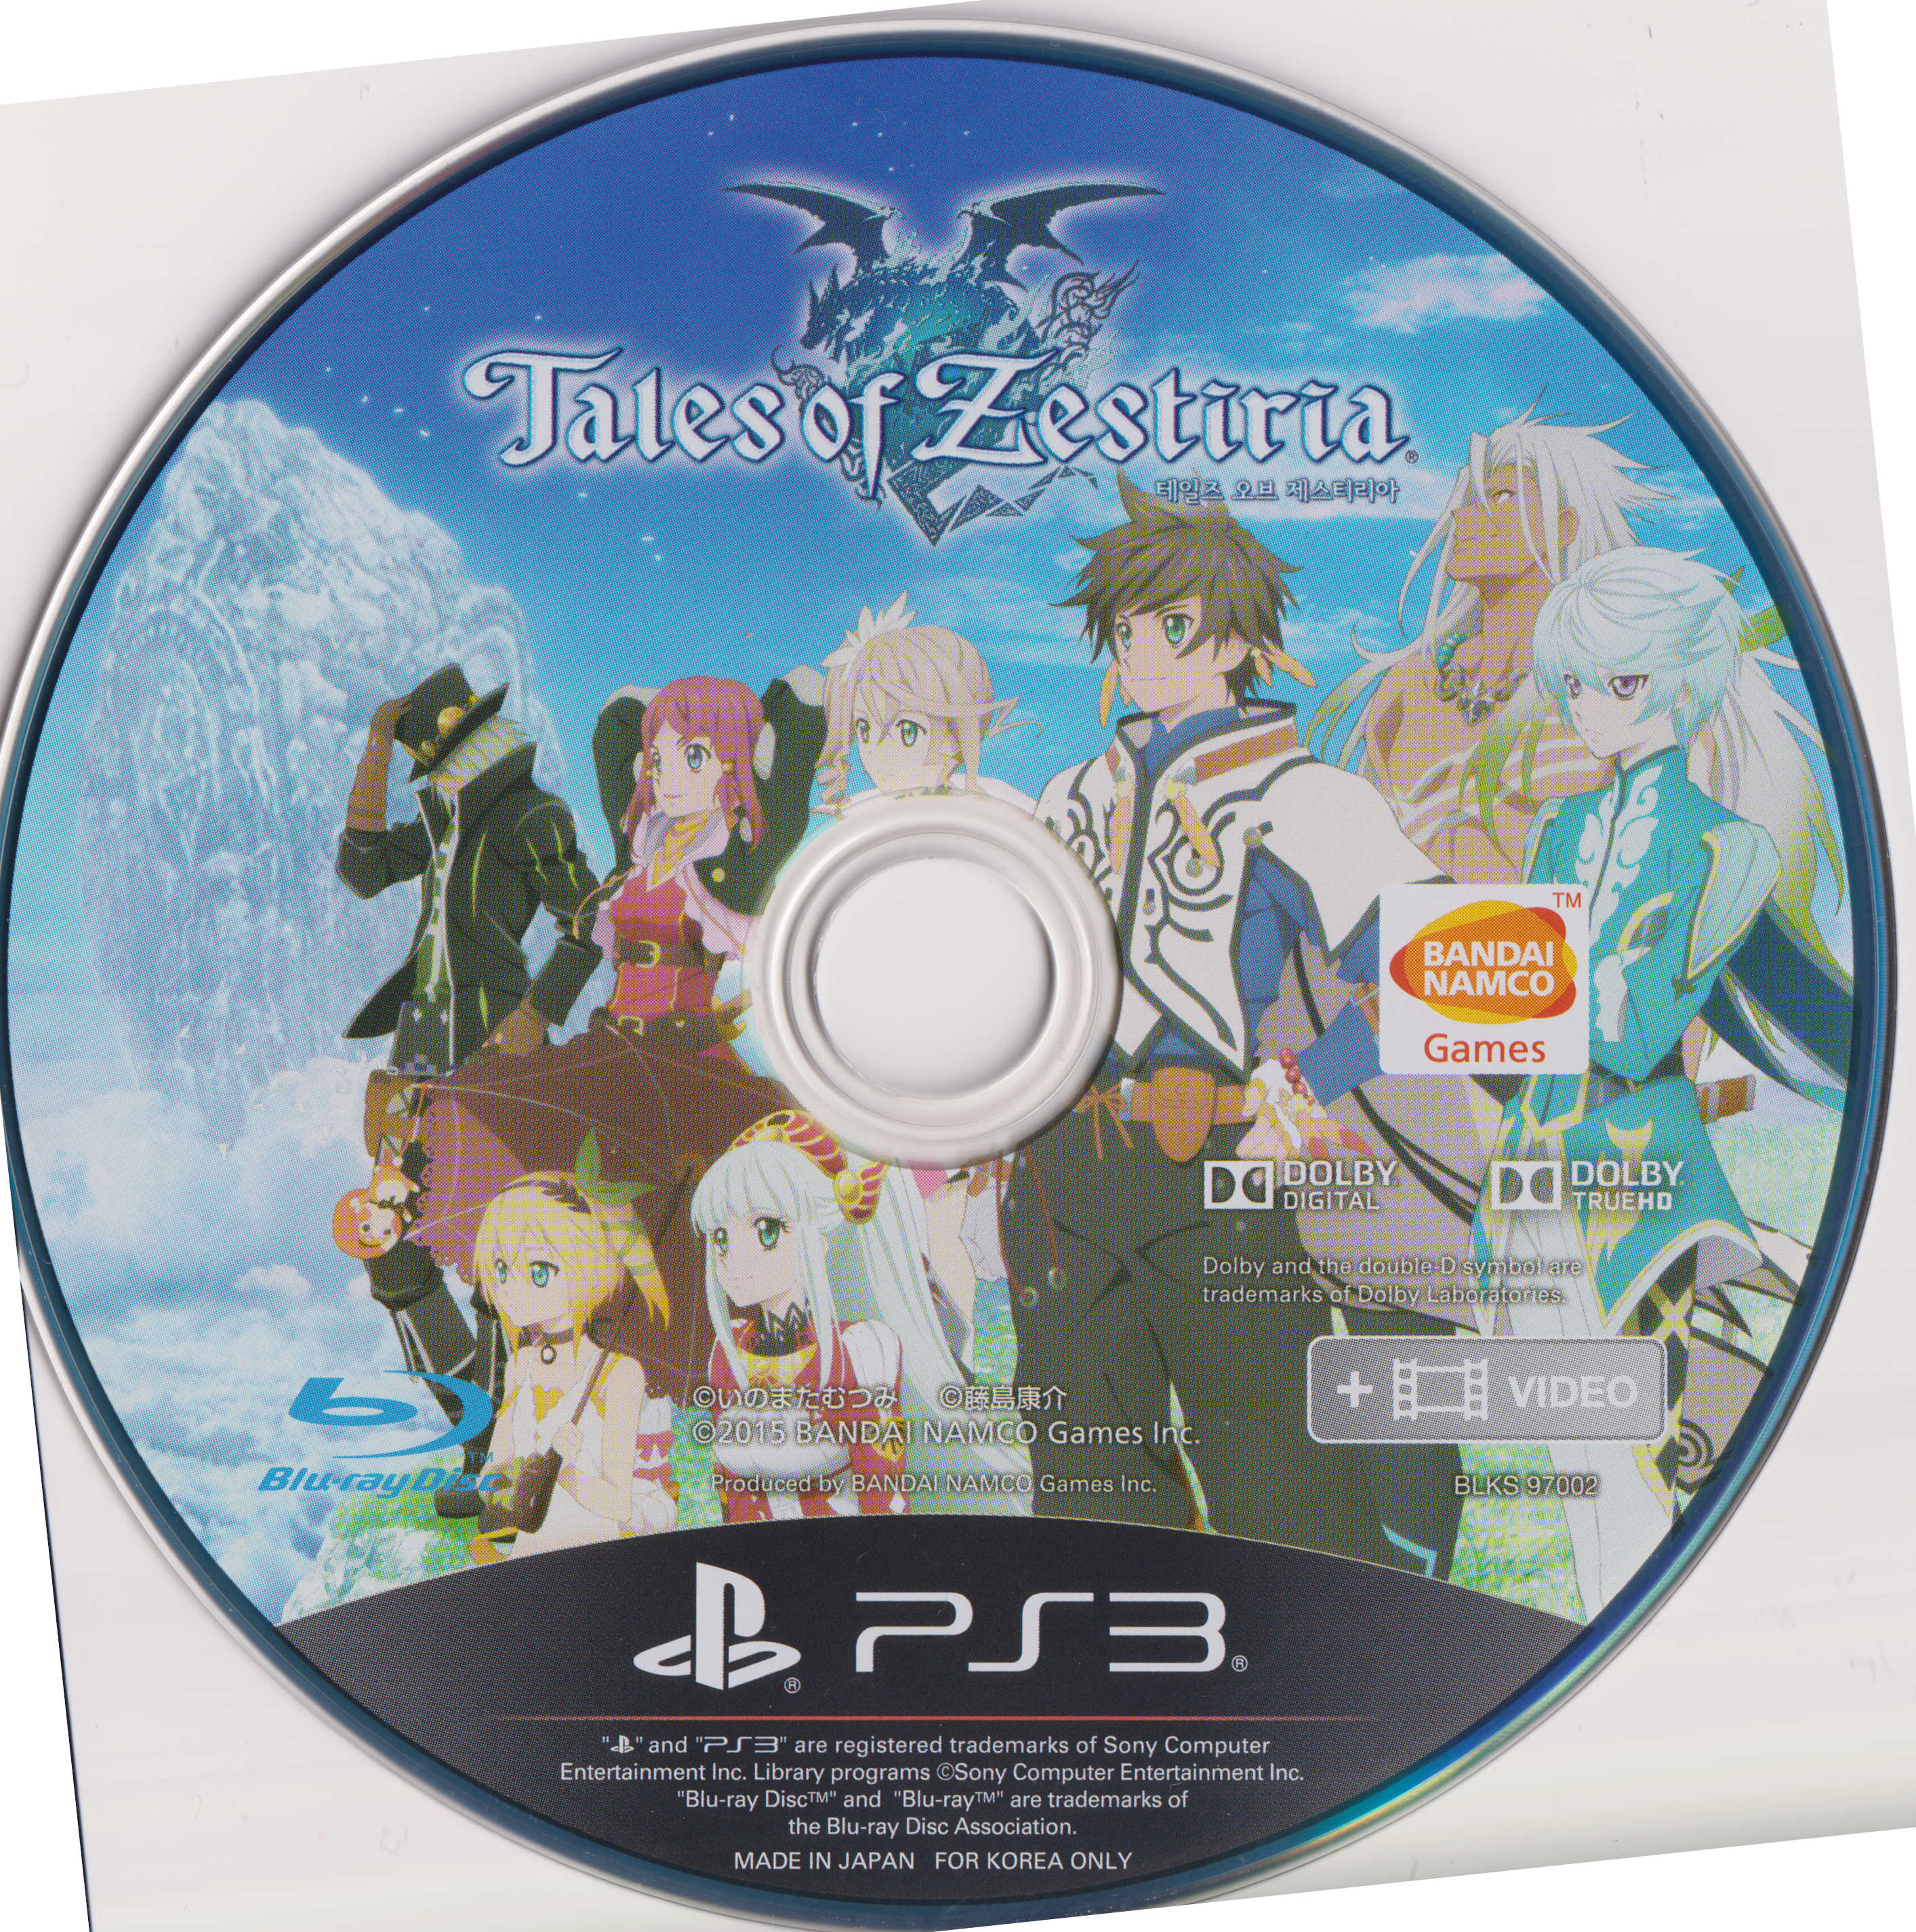 Tales of Zestiria®
테일즈 오브 제스티리아
TM
BANDAI
NAMCO
Games
DOLBY
DIGITAL
DOLBY
TRUEHD
Dolby and the double-D symbol are
trademarks of Dolby Laboratories.
+ VIDEO
BLKS 97002
Blu-ray Disc™
©いのまたむつみ ©藤島康介
©2015 BANDAI NAMCO Games Inc.
Produced by BANDAI NAMCO Games Inc.
® PS3®
"" and "PS3" are registered trademarks of Sony Computer
Entertainment Inc. Library programs ©Sony Computer Entertainment Inc.
"Blu-ray Disc™" and "Blu-ray™" are trademarks of
the Blu-ray Disc Association.
MADE IN JAPAN FOR KOREA ONLY